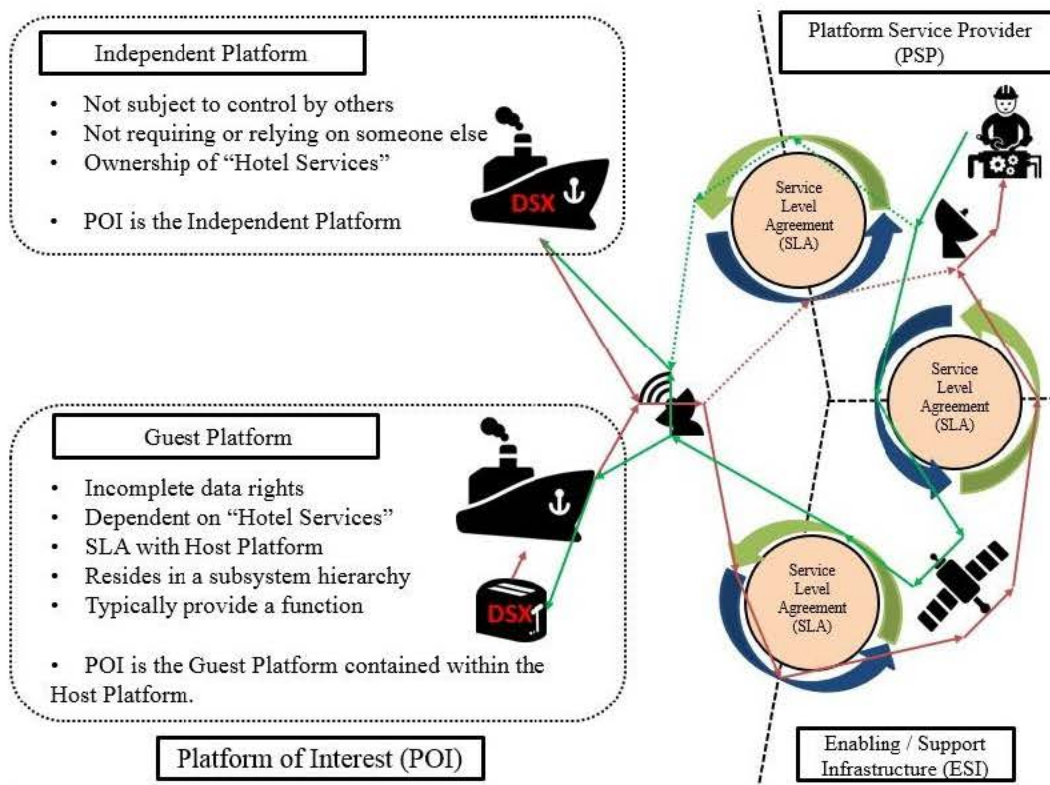 Independent Platform
• Not subject to control by others
• Not requiring or relying on someone else
• Ownership of “Hotel Services”
• POI is the Independent Platform
DSX
Guest Platform
• Incomplete data rights
• Dependent on “Hotel Services”
• SLA with Host Platform
• Resides in a subsystem hierarchy
• Typically provide a function
• POI is the Guest Platform contained within the
Host Platform.
DSX
Platform of Interest (POI)
Platform Service Provider
(PSP)
Service
Level
Agreement
(SLA)
Service
Level
Agreement
(SLA)
Service
Level
Agreement
(SLA)
Enabling / Support
Infrastructure (ESI)